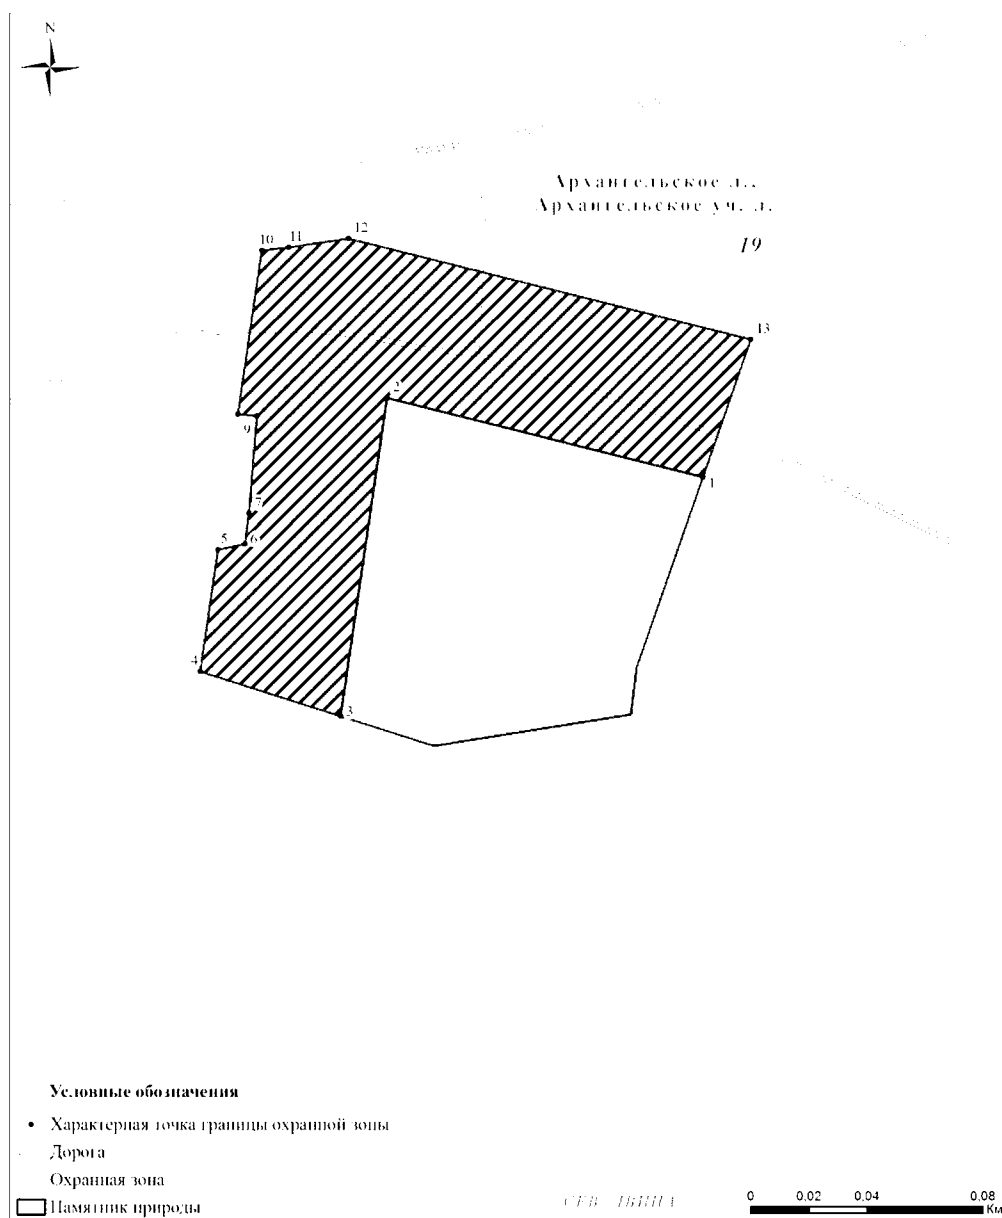 N
Архангельское л.,
Архангельское уч. л.
19
12
10
11
13
2
9
1
7
5
6
4
3
Условные обозначения
Характерная точка границы охранной зоны
Дорога
Охранная зона
Памятник природы
0 0,02 0,04 0,08
Км